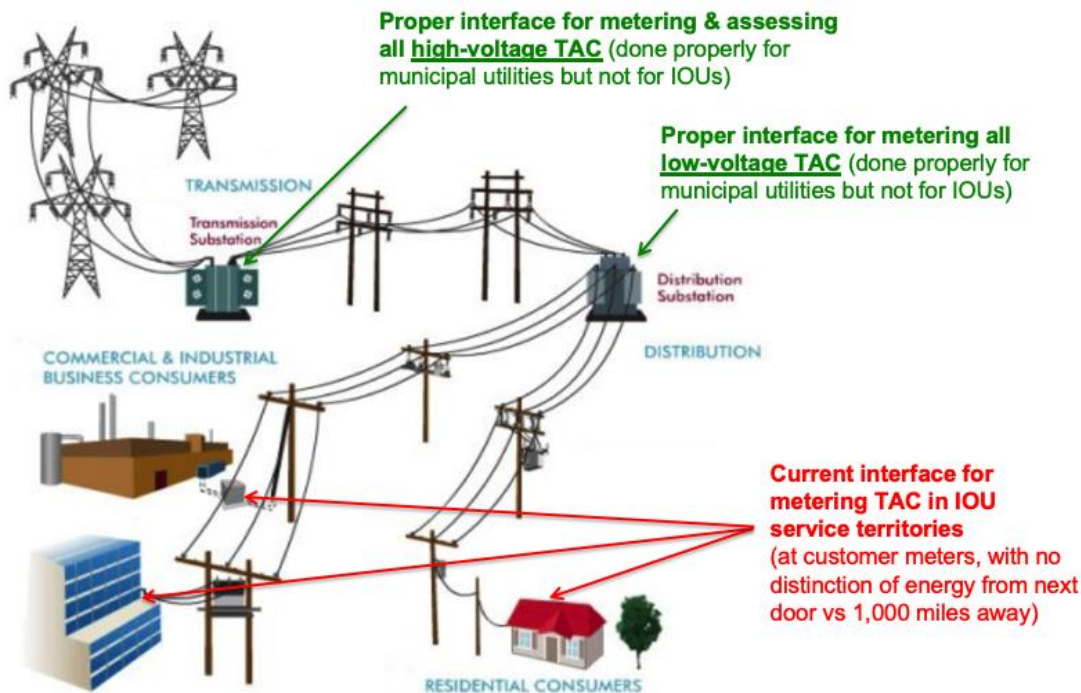 Proper interface for metering & assessing
all high-voltage TAC (done properly for
municipal utilities but not for IOUs)
Proper interface for metering all
low-voltage TAC (done properly for
municipal utilities but not for IOUs)
TRANSMISSION
Transmission
Substation
Distribution
Substation
COMMERCIAL & INDUSTRIAL
BUSINESS CONSUMERS
DISTRIBUTION
Current interface for
metering TAC in IOU
service territories
(at customer meters, with no
distinction of energy from next
door vs 1,000 miles away)
RESIDENTIAL CONSUMERS